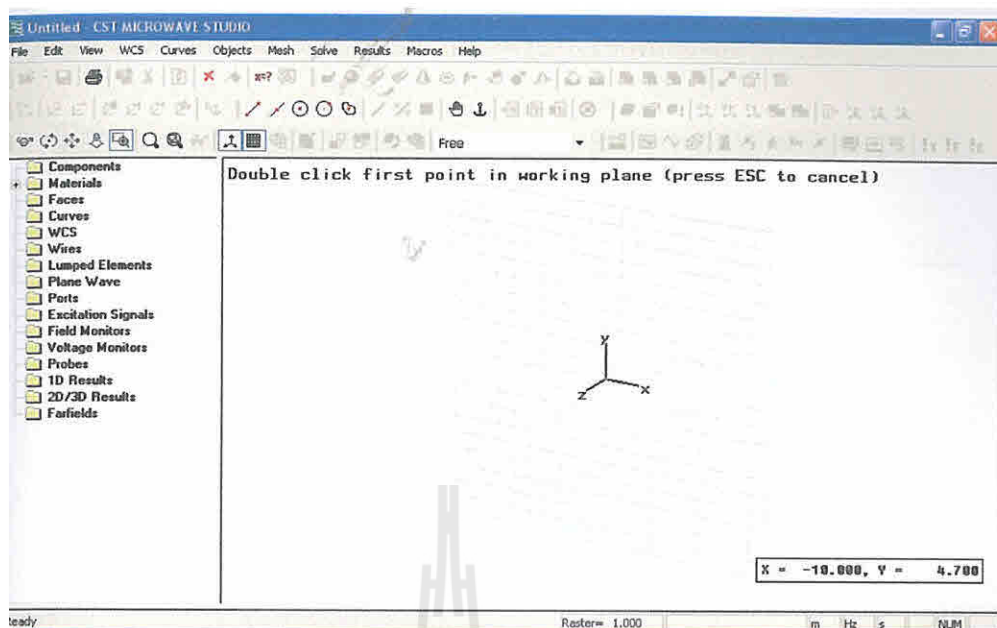 Untitled - CST MICROWAVE STUDIO
File Edit View WCS Curves Objects Mesh Solve Results Macros Help
Free
Components
Materials
Faces
Curves
WCS
Wires
Lumped Elements
Plane Wave
Ports
Excitation Signals
Field Monitors
Voltage Monitors
Probes
1D Results
2D/3D Results
Farfields
Double click first point in working plane (press ESC to cancel)
y
x
z
X = -10.000, Y = 4.700
Ready Raster= 1.000 m Hz s NUM